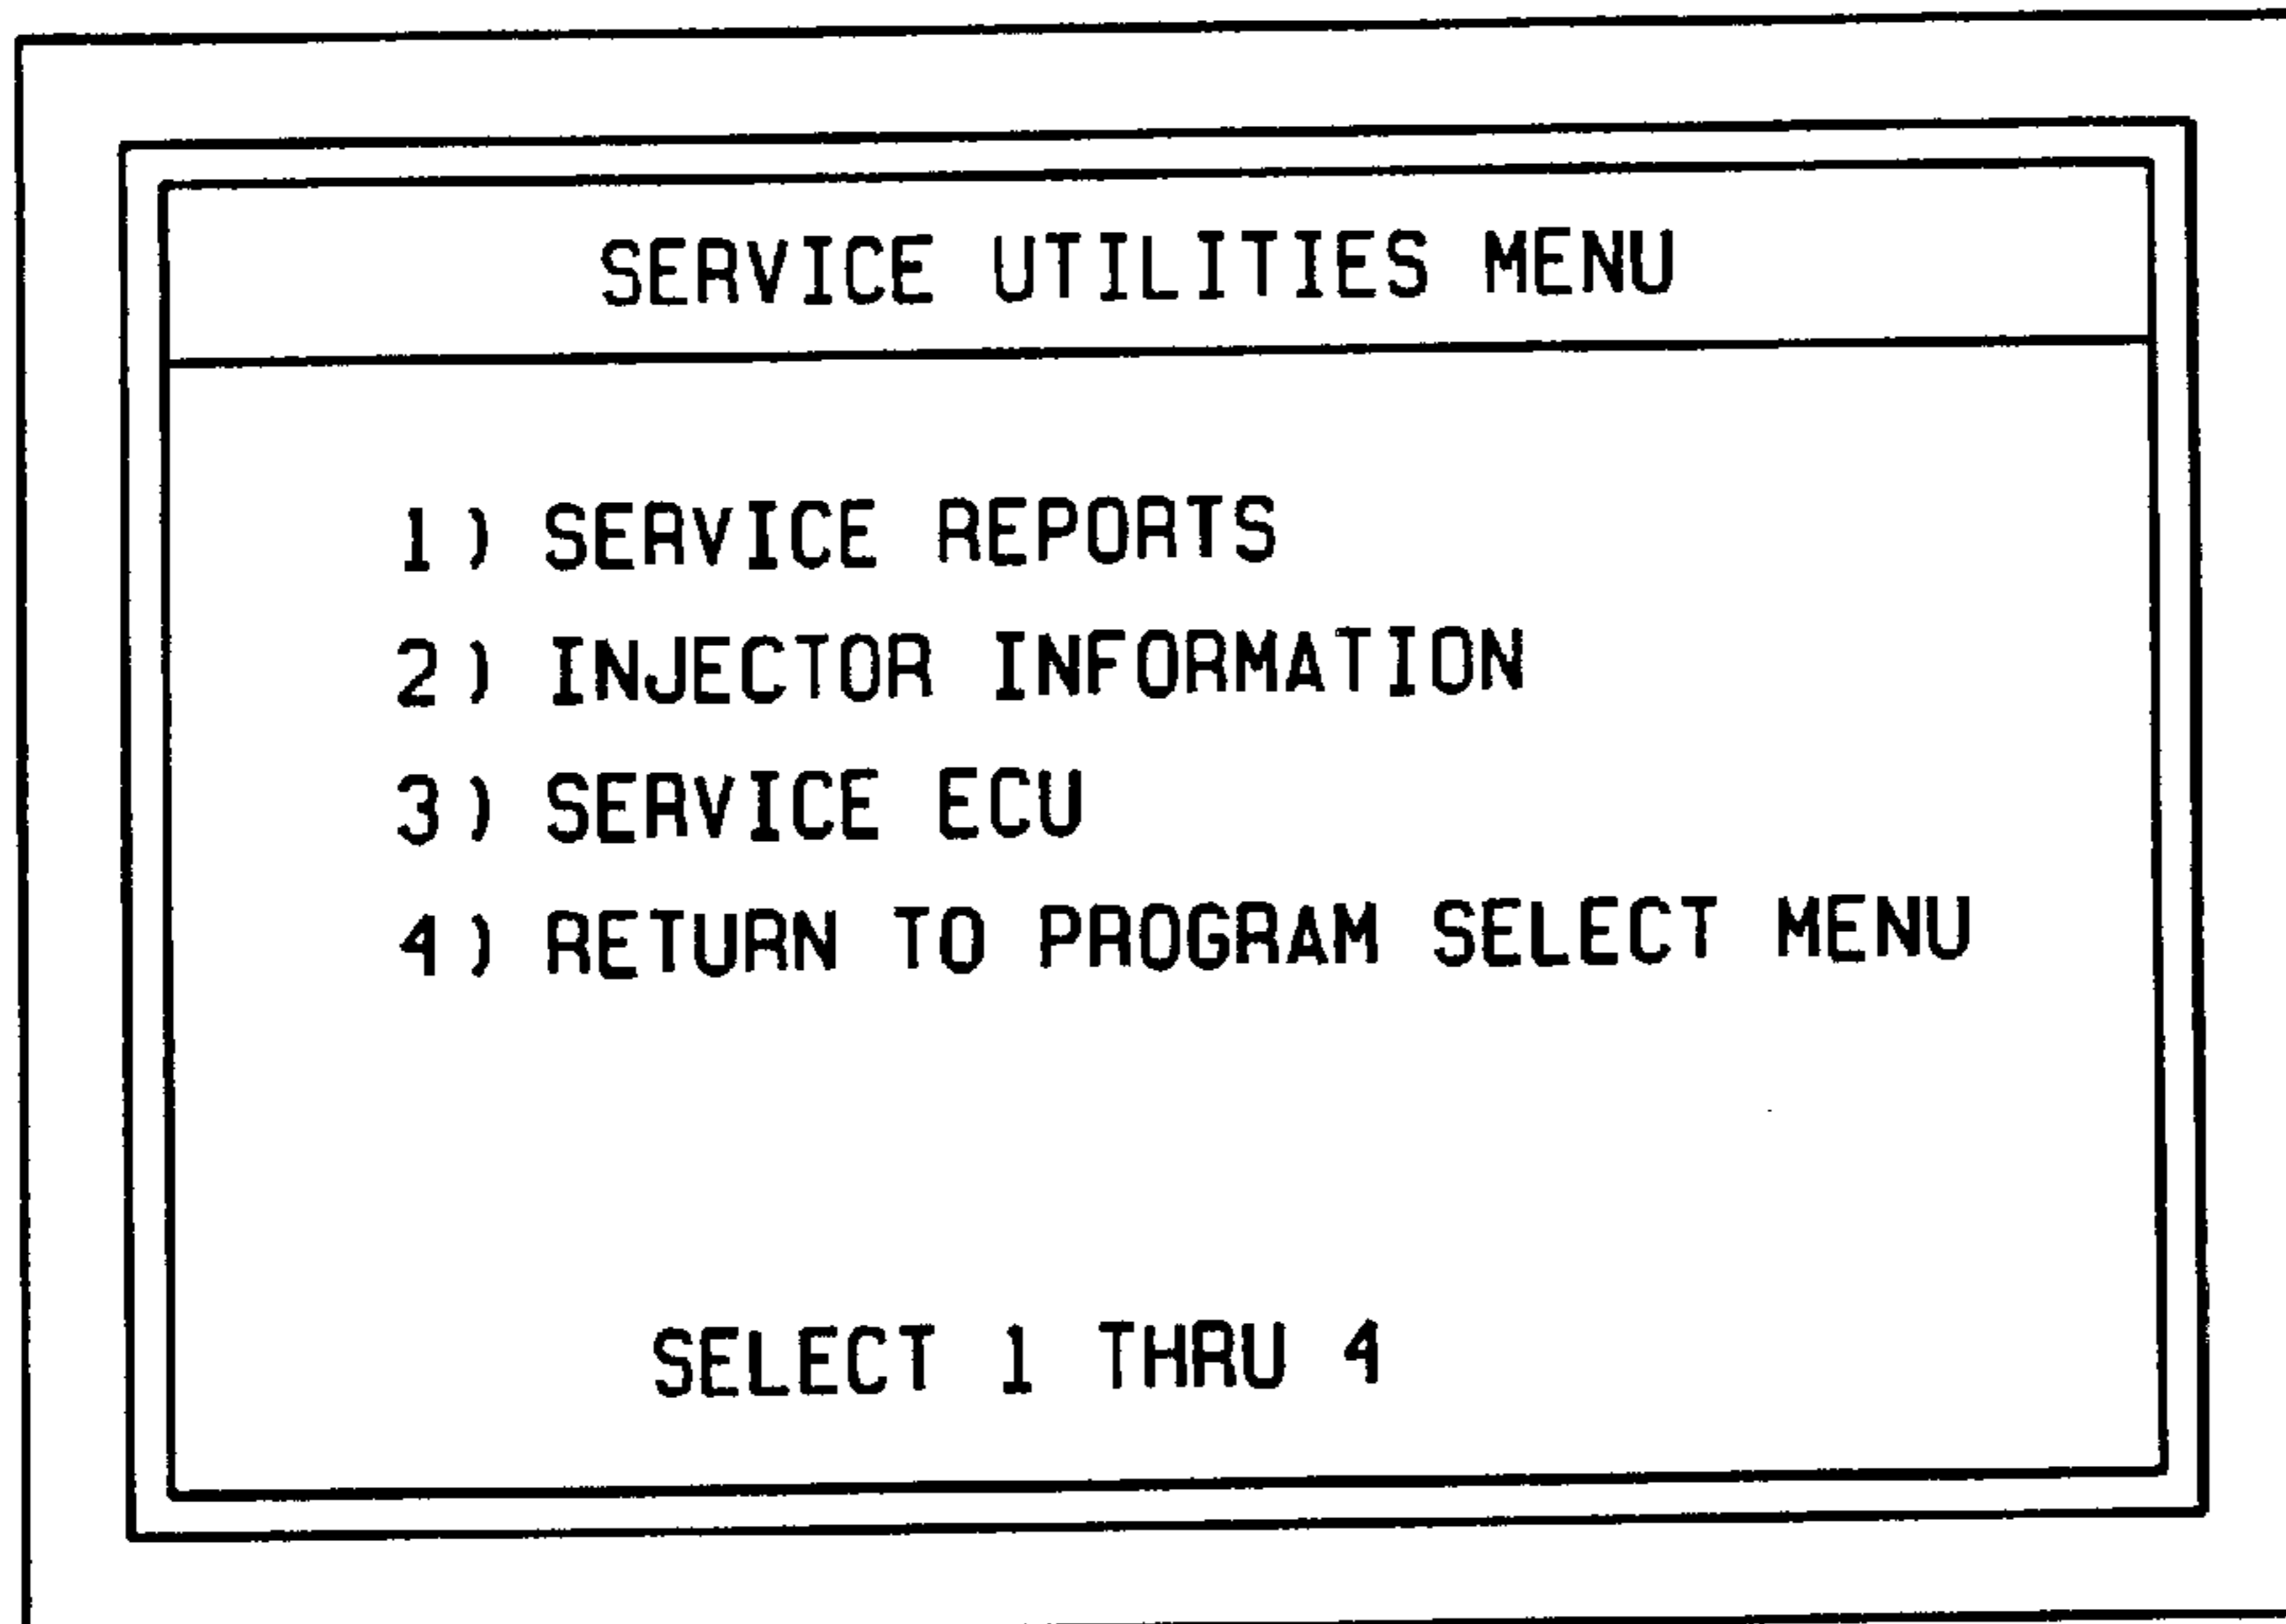 SERVICE UTILITIES MENU
1) SERVICE REPORTS
2) INJECTOR INFORMATION
3) SERVICE ECU
4) RETURN TO PROGRAM SELECT MENU
SELECT 1 THRU 4